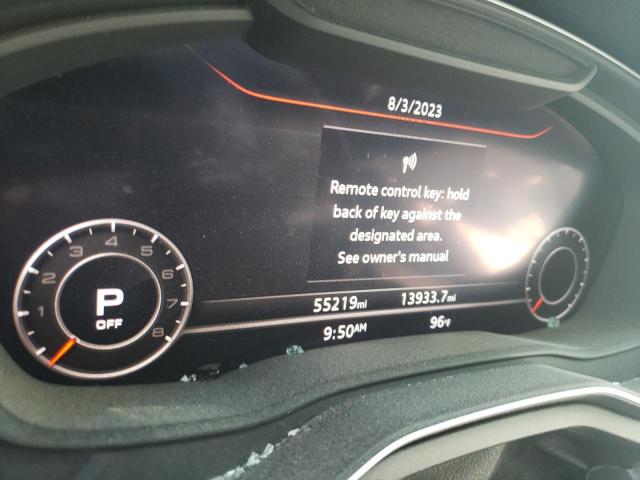 8/3/2023
Remote control key: hold
back of key against the
designated area.
See owner's manual
1
2
3
4
5
6
7
8
P
OFF
55219mi 13933.7mi
9:50AM 96°F